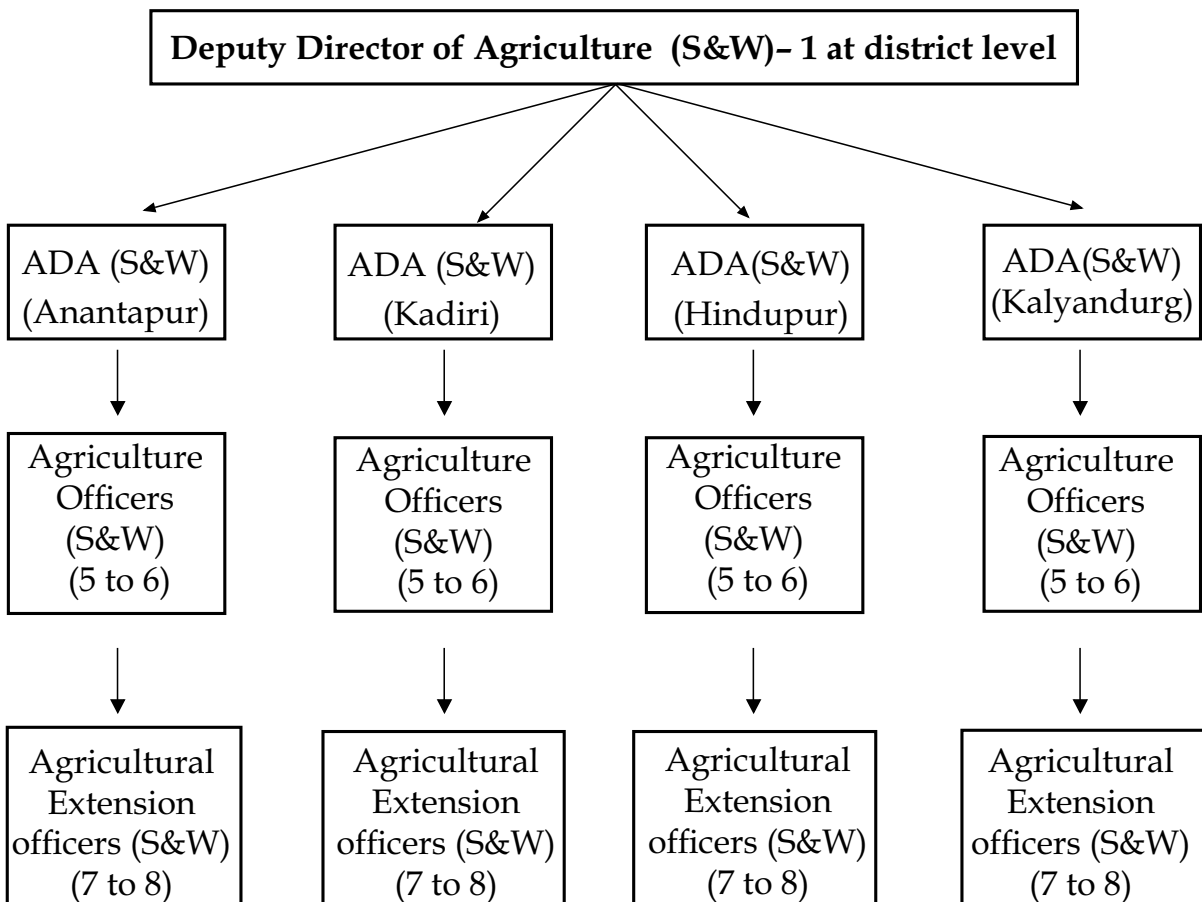 Deputy Director of Agriculture (S&W)– 1 at district level
ADA (S&W)
(Anantapur)
ADA (S&W)
(Kadiri)
ADA(S&W)
(Hindupur)
ADA(S&W)
(Kalyandurg)
Agriculture
Officers
(S&W)
(5 to 6)
Agriculture
Officers
(S&W)
(5 to 6)
Agriculture
Officers
(S&W)
(5 to 6)
Agriculture
Officers
(S&W)
(5 to 6)
Agricultural
Extension
officers (S&W)
(7 to 8)
Agricultural
Extension
officers (S&W)
(7 to 8)
Agricultural
Extension
officers (S&W)
(7 to 8)
Agricultural
Extension
officers (S&W)
(7 to 8)